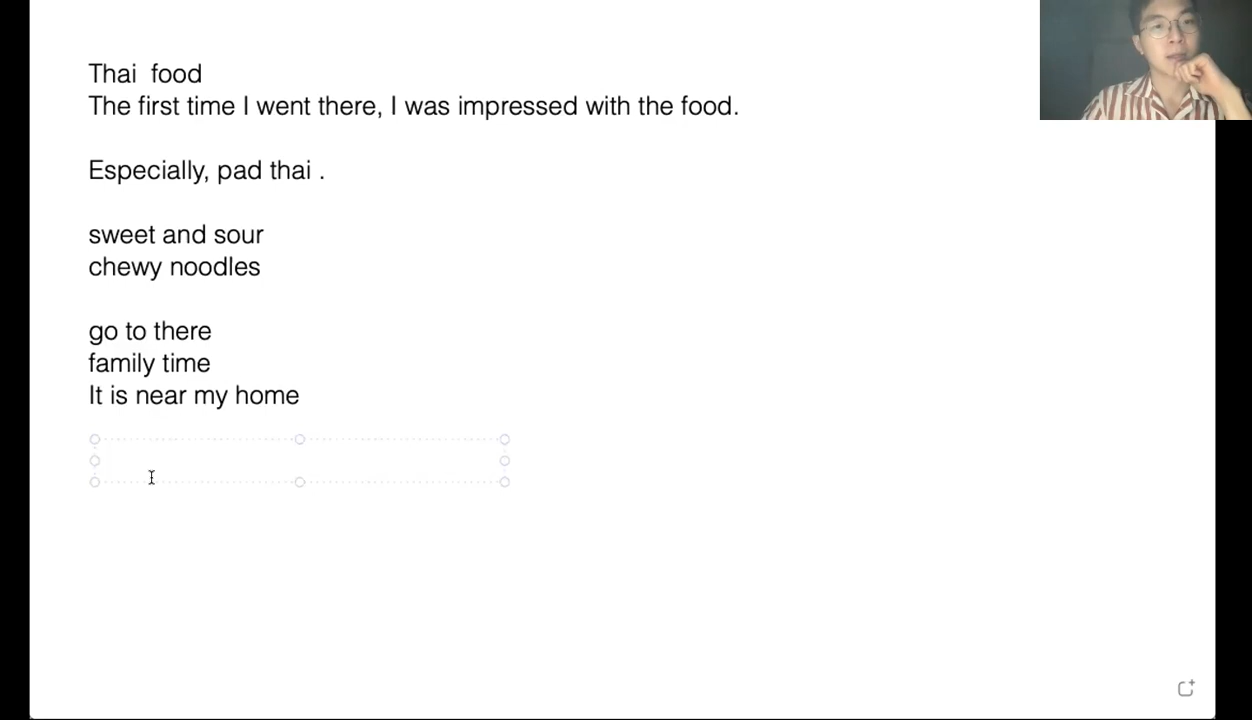 Thai  food
The first time I went there, I was impressed with the food.
Especially, pad thai .
sweet and sour
chewy noodles
go to there
family time
It is near my home